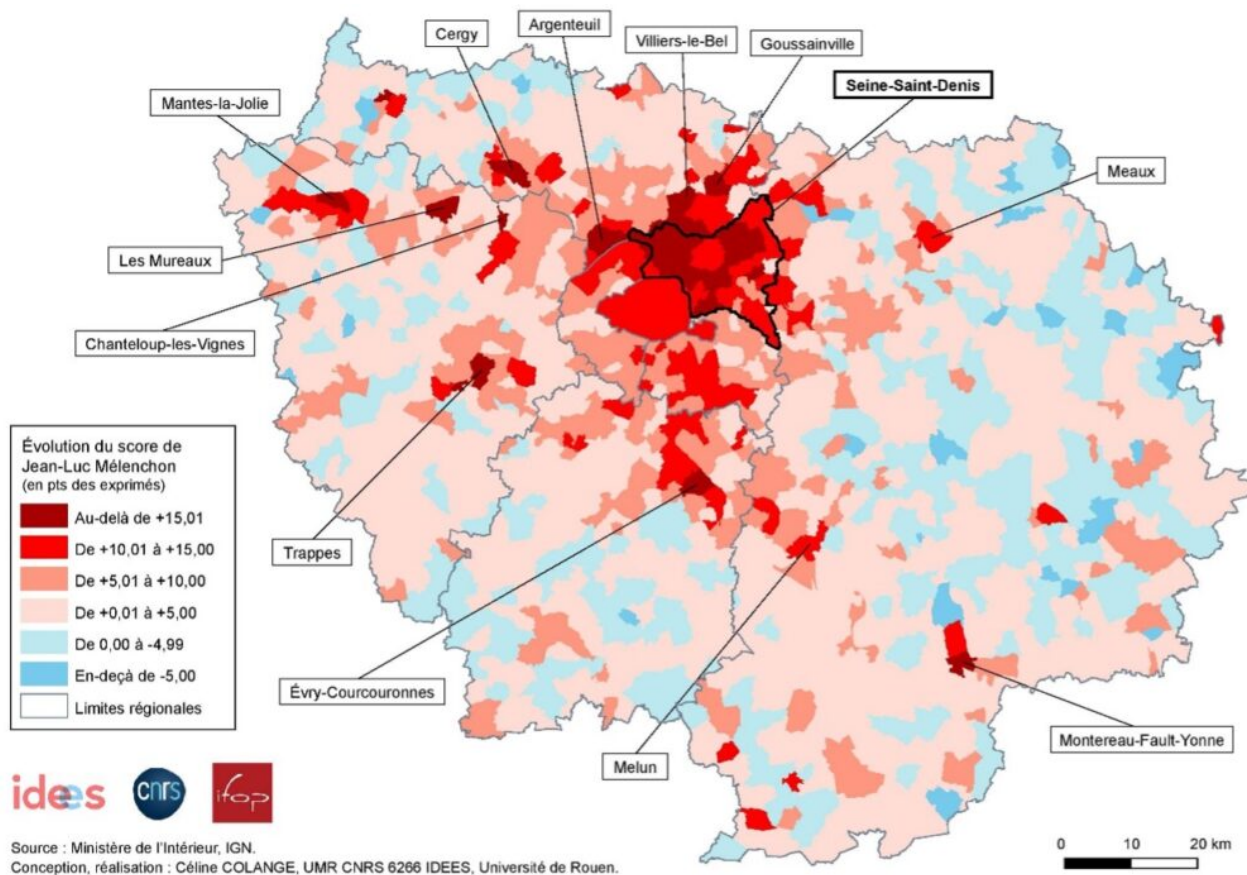 Argenteuil
Cergy
Villiers-le-Bel
Goussainville
Seine-Saint-Denis
Mantes-la-Jolie
Meaux
Les Mureaux
Chanteloup-les-Vignes
Évolution du score de
Jean-Luc Mélenchon
(en pts des exprimés)
Au-delà de +15,01
De +10,01 à +15,00
De +5,01 à +10,00
De +0,01 à +5,00
De 0,00 à -4,99
En-deçà de -5,00
Limites régionales
Trappes
Évry-Courcouronnes
Melun
Montereau-Fault-Yonne
idees
cnrs
ifop
0 10 20 km
Source : Ministère de l'Intérieur, IGN.
Conception, réalisation : Céline COLANGE, UMR CNRS 6266 IDEES, Université de Rouen.